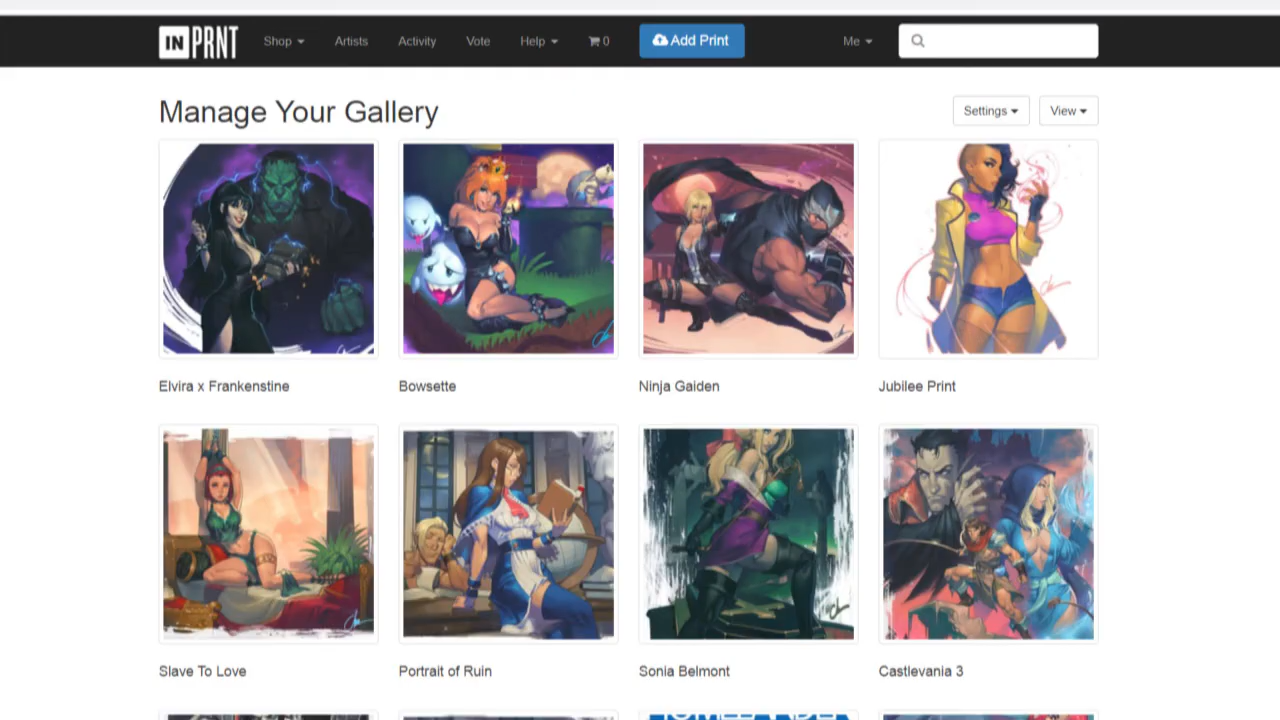 IN PRNT Shop Artists Activity Vote Help 0 Add Print Me
Manage Your Gallery Settings View
Elvira x Frankenstine Bowsette Ninja Gaiden Jubilee Print
Slave To Love Portrait of Ruin Sonia Belmont Castlevania 3